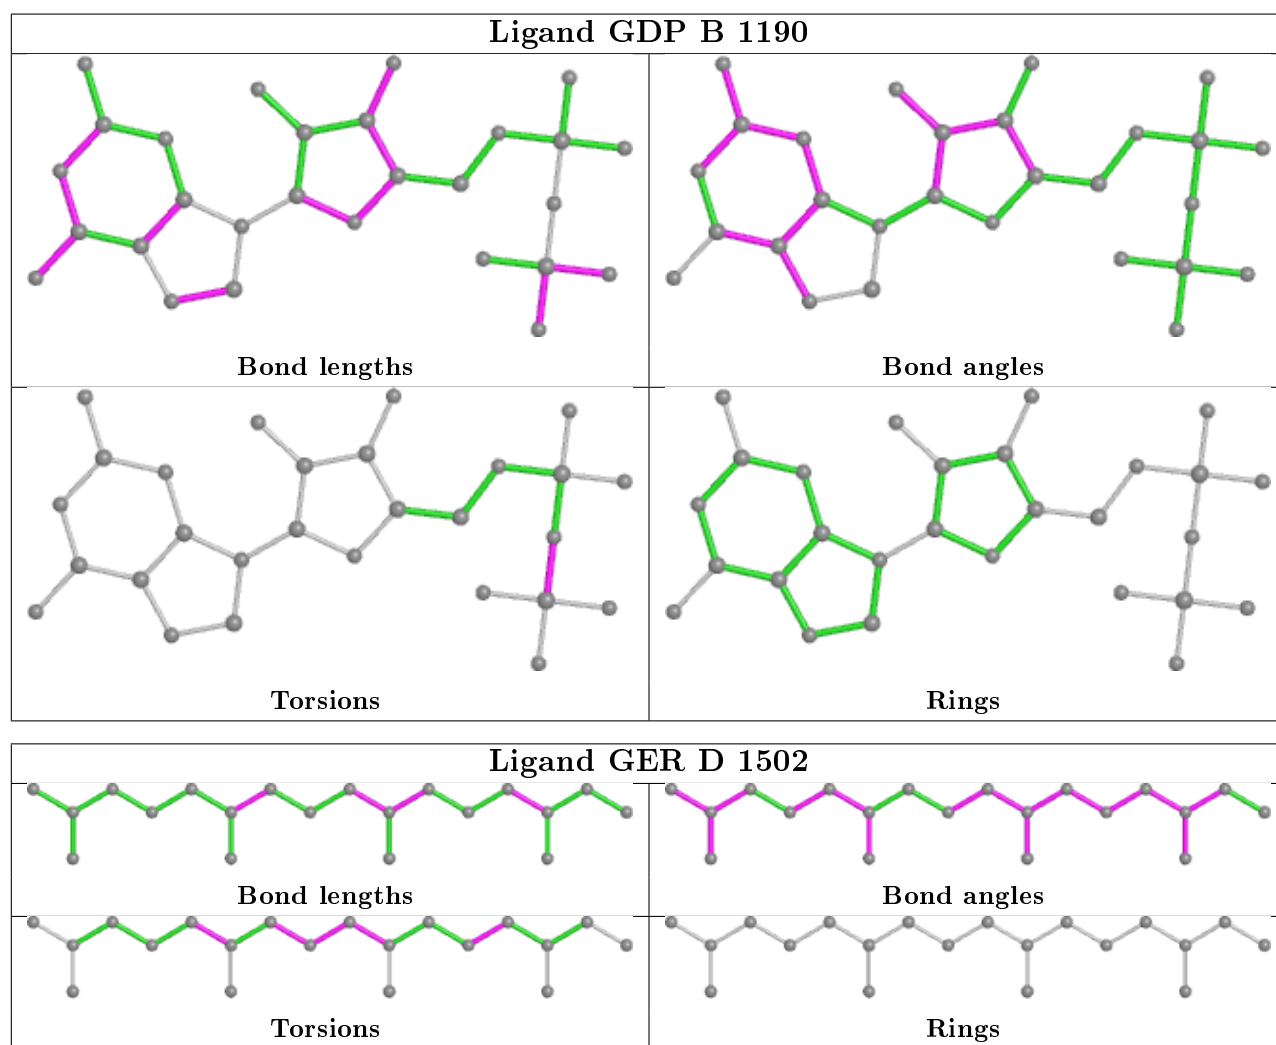 Ligand GDP B 1190
Bond lengths
Bond angles
Torsions
Rings
Ligand GER D 1502
Bond lengths
Bond angles
Torsions
Rings